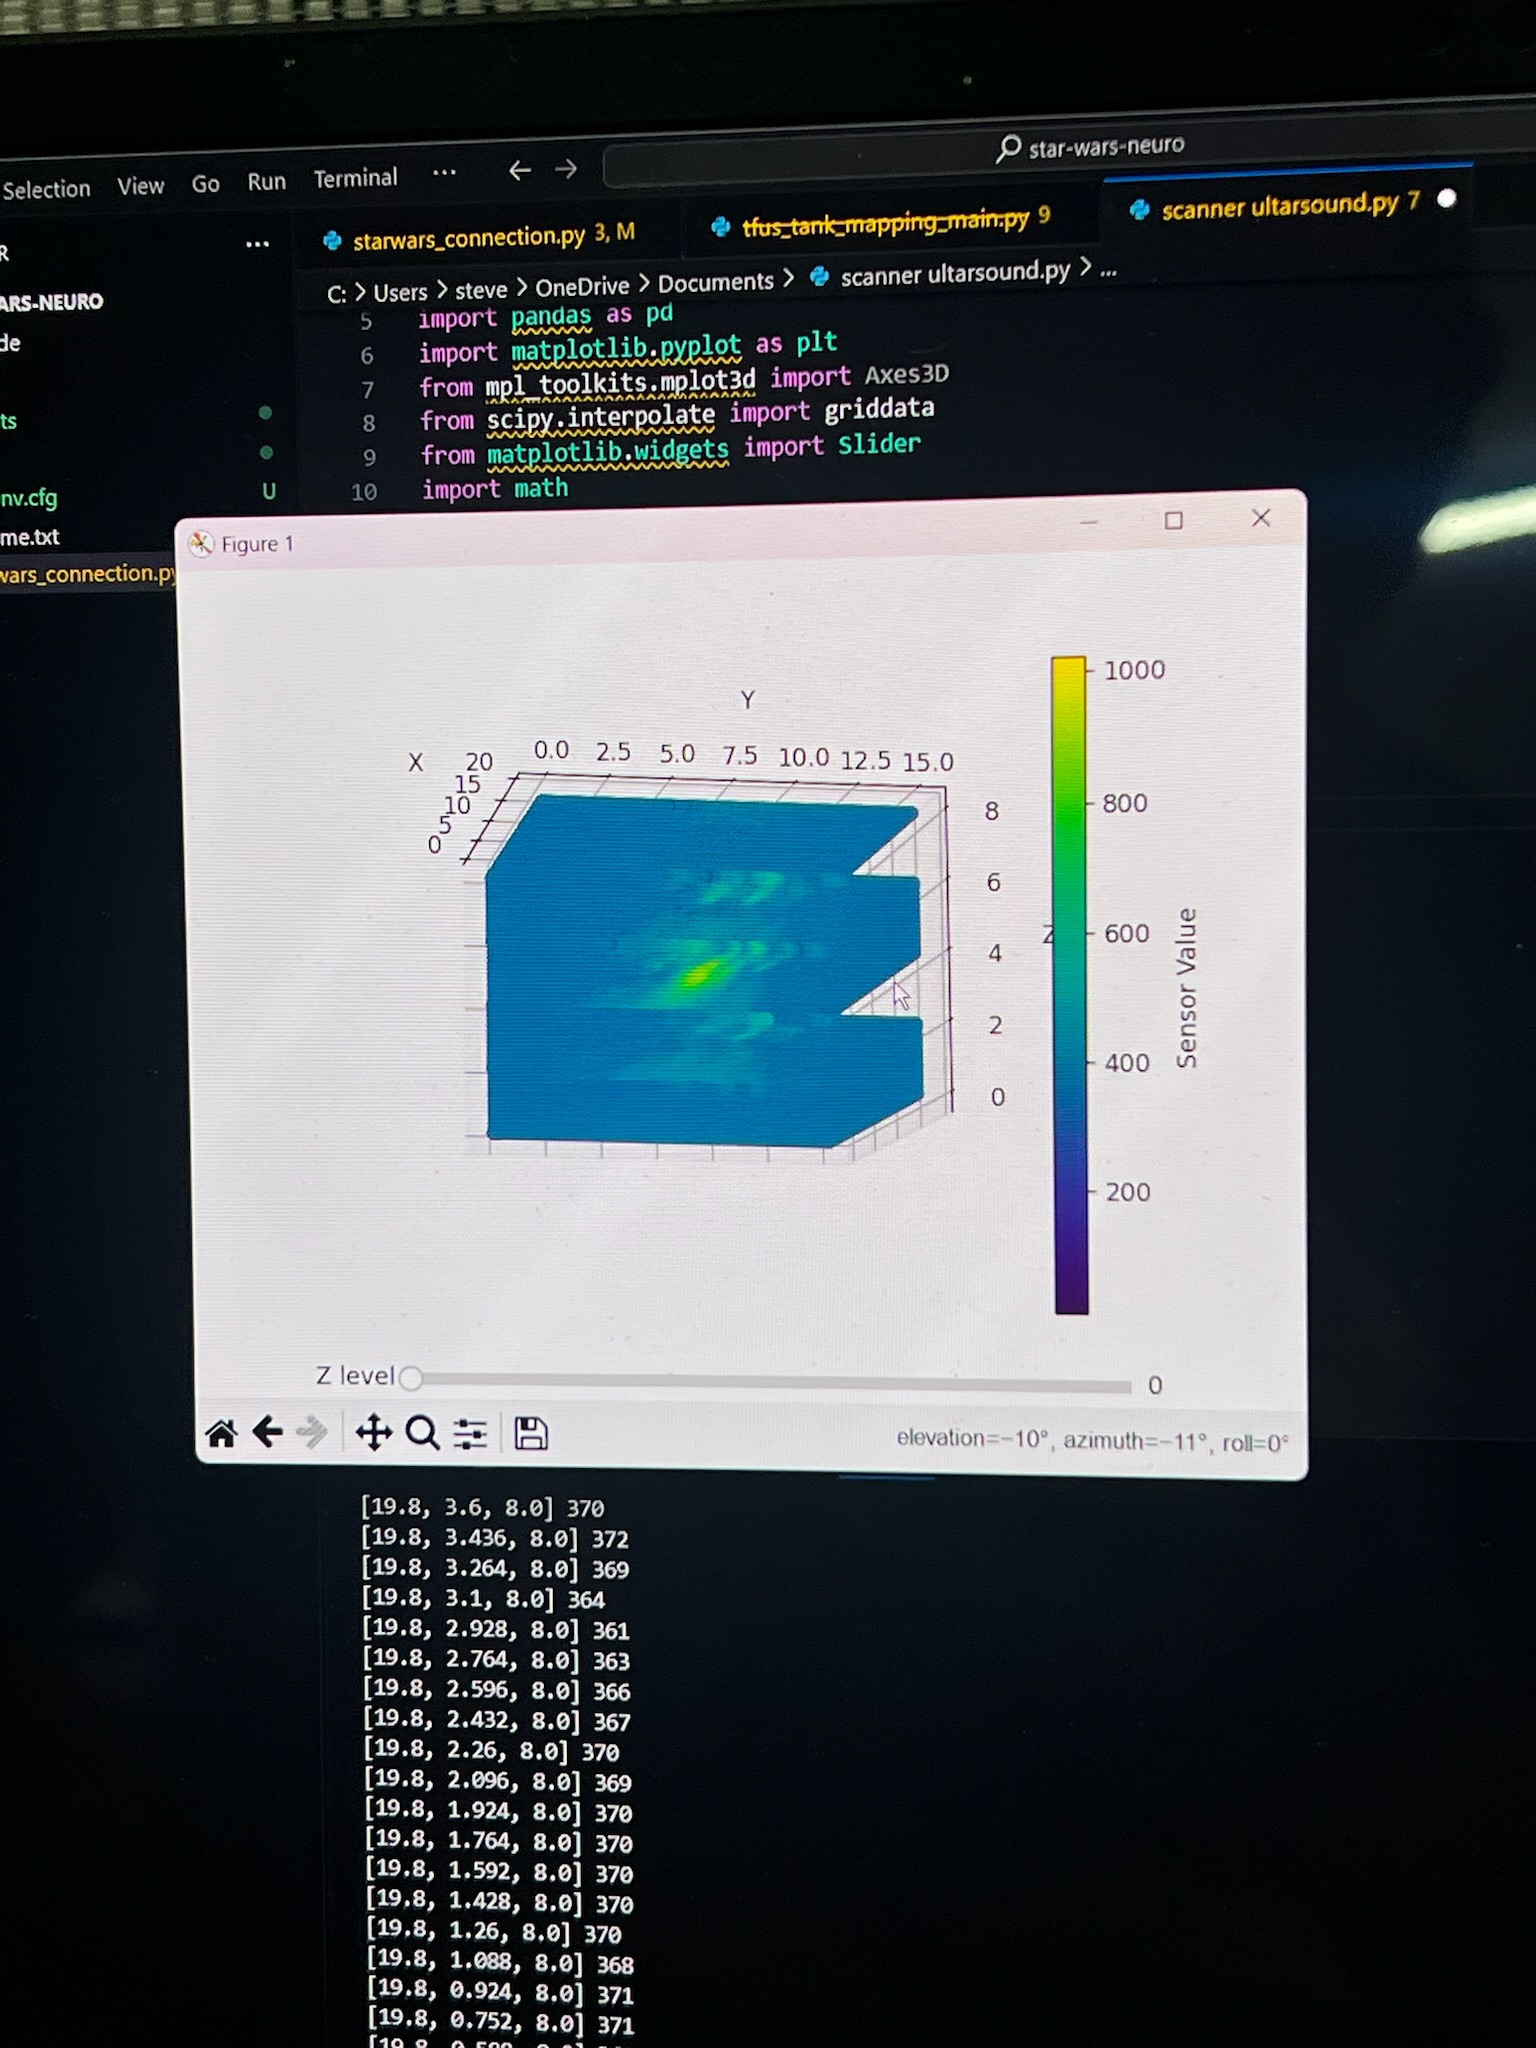 Selection View Go Run Terminal ... ← → star-wars-neuro
R ... starwars_connection.py 3, M tfus_tank_mapping_main.py 9 scanner ultarsound.py 7
C: > Users > steve > OneDrive > Documents > scanner ultarsound.py > ...
ARS-NEURO
de
ts
nv.cfg U
me.txt
wars_connection.py
5 import pandas as pd
6 import matplotlib.pyplot as plt
7 from mpl_toolkits.mplot3d import Axes3D
8 from scipy.interpolate import griddata
9 from matplotlib.widgets import Slider
10 import math
Figure 1
Y
0.0 2.5 5.0 7.5 10.0 12.5 15.0
X
20
15
10
5
0
8
6
4
2
0
Z
1000
800
600
400
200
Sensor Value
Z level 0
elevation=−10°, azimuth=−11°, roll=0°
[19.8, 3.6, 8.0] 370
[19.8, 3.436, 8.0] 372
[19.8, 3.264, 8.0] 369
[19.8, 3.1, 8.0] 364
[19.8, 2.928, 8.0] 361
[19.8, 2.764, 8.0] 363
[19.8, 2.596, 8.0] 366
[19.8, 2.432, 8.0] 367
[19.8, 2.26, 8.0] 370
[19.8, 2.096, 8.0] 369
[19.8, 1.924, 8.0] 370
[19.8, 1.764, 8.0] 370
[19.8, 1.592, 8.0] 370
[19.8, 1.428, 8.0] 370
[19.8, 1.26, 8.0] 370
[19.8, 1.088, 8.0] 368
[19.8, 0.924, 8.0] 371
[19.8, 0.752, 8.0] 371